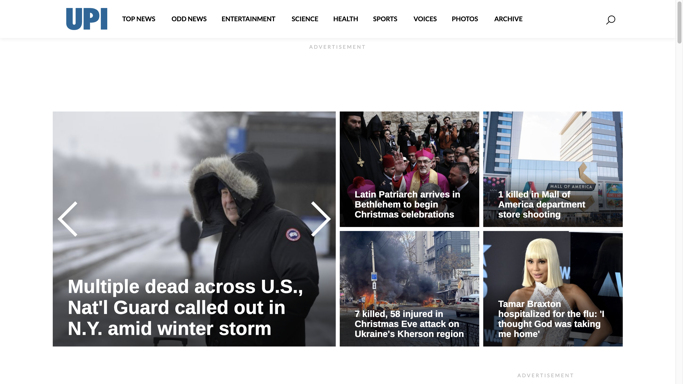 UPI
TOP NEWS
ODD NEWS
ENTERTAINMENT
SCIENCE
HEALTH
SPORTS
VOICES
PHOTOS
ARCHIVE
ADVERTISEMENT
Multiple dead across U.S.,
Nat'l Guard called out in
N.Y. amid winter storm
Latin Patriarch arrives in
Bethlehem to begin
Christmas celebrations
MALL OF AMERICA
1 killed in Mall of
America department
store shooting
7 killed, 58 injured in
Christmas Eve attack on
Ukraine's Kherson region
Tamar Braxton
hospitalized for the flu: 'I
thought God was taking
me home'
ADVERTISEMENT